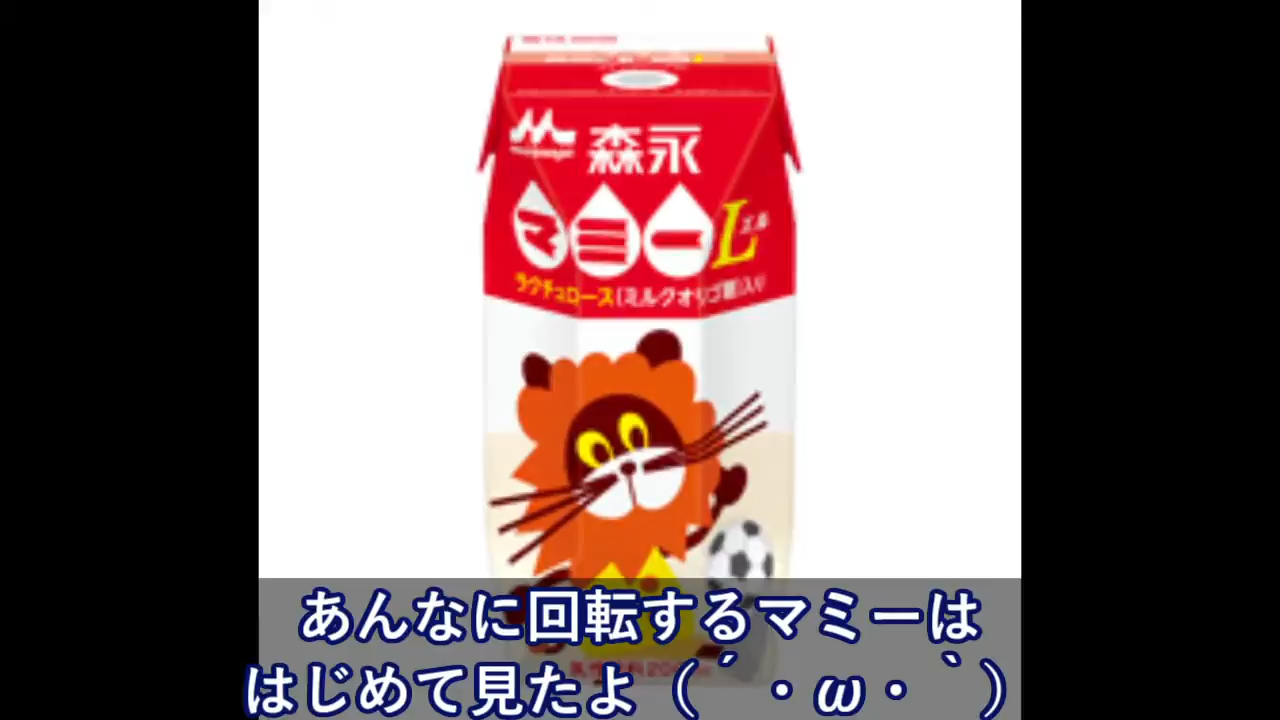 森永
マミーL
ラクチュロース(ミルクオリゴ糖)入り
あんなに回転するマミーは
はじめて見たよ（´・ω・｀）